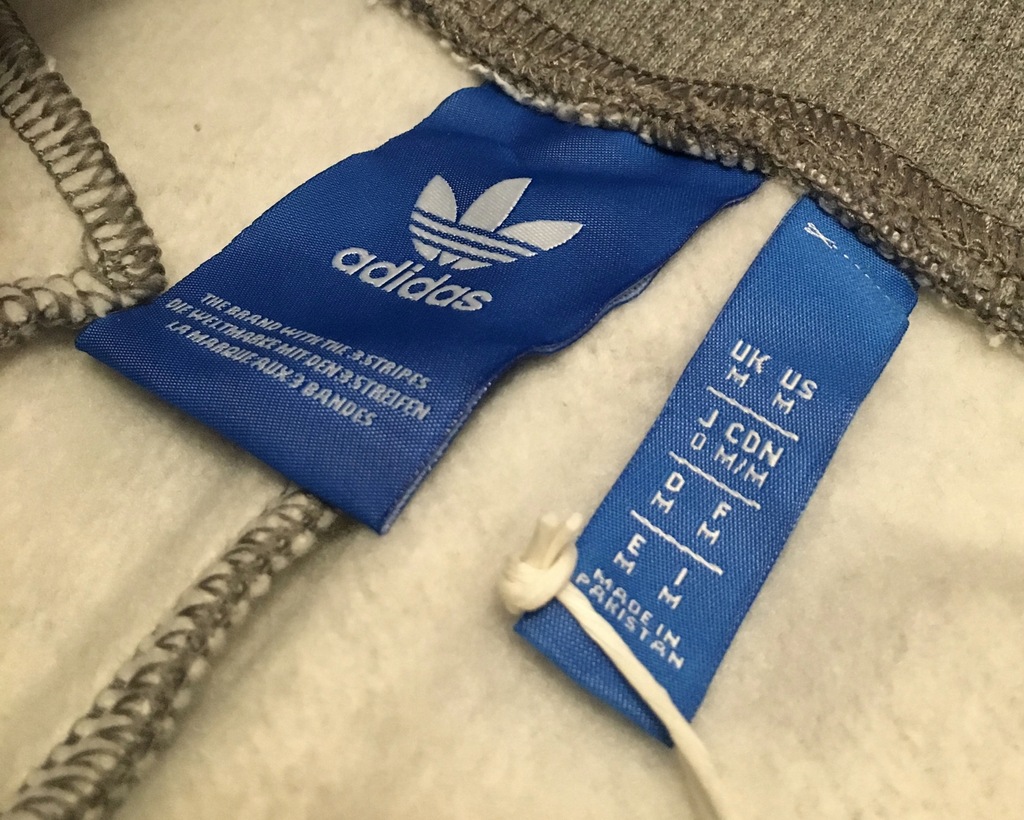 adidas
THE BRAND WITH THE 3 STRIPES
DIE WELTMARKE MIT DEN 3 STREIFEN
LA MARQUE AUX 3 BANDES
UK US
M M
J CDN
O M/M
D F
M M
E I
M M
MADE IN
PAKISTAN